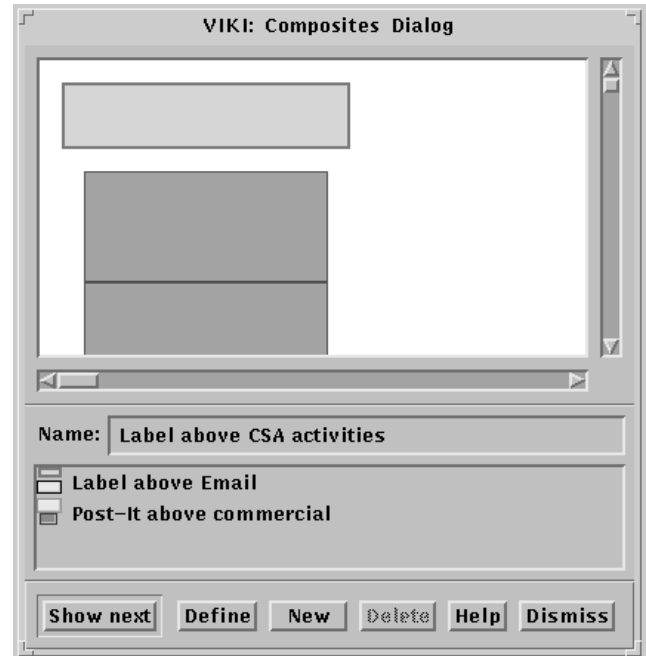 VIKI: Composites Dialog
Name: Label above CSA activities
Label above Email
Post-It above commercial
Show next Define New Delete Help Dismiss